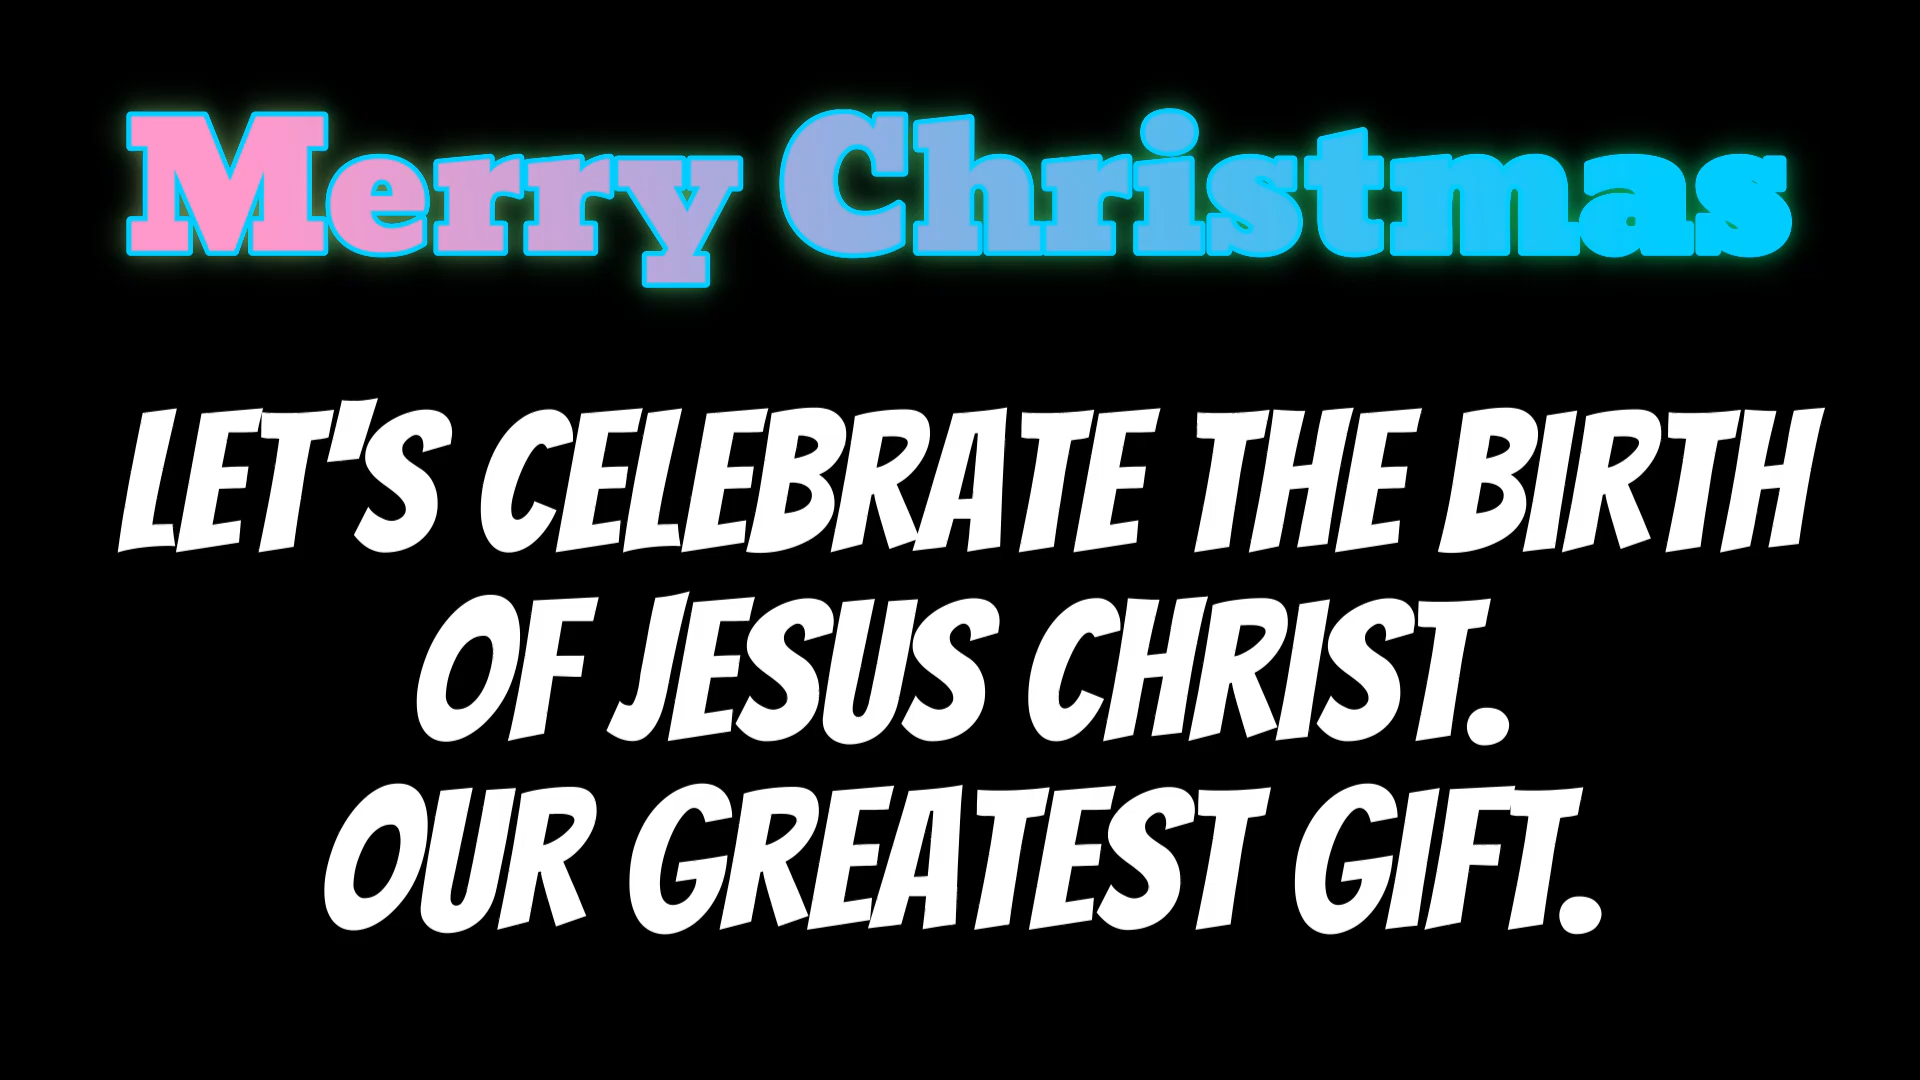 Merry Christmas
LET'S CELEBRATE THE BIRTH
OF JESUS CHRIST.
OUR GREATEST GIFT.